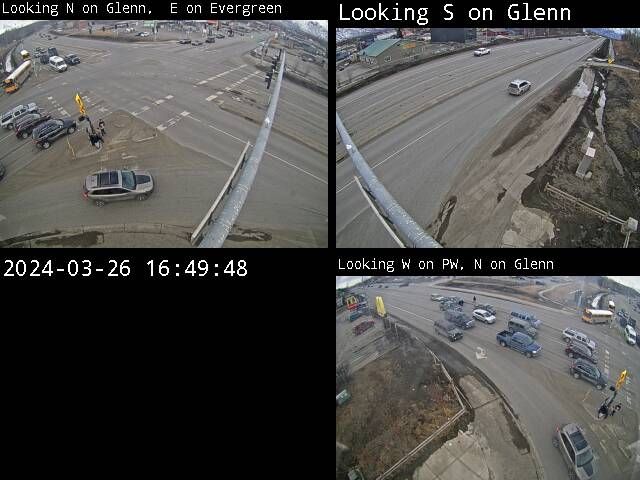 Looking N on Glenn,  E on Evergreen
Looking S on Glenn
2024-03-26 16:49:48
Looking W on PW, N on Glenn